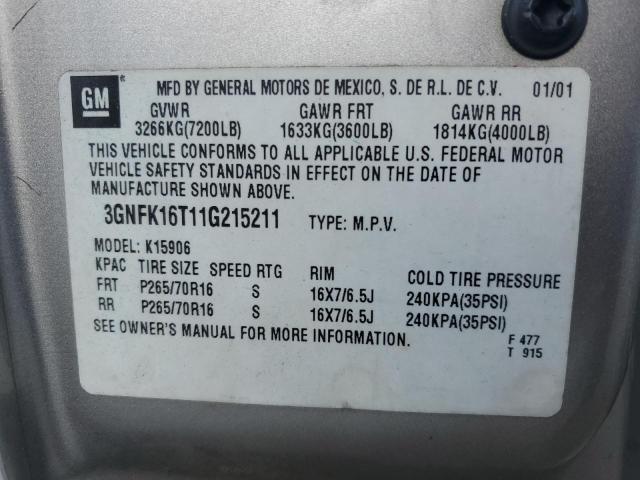 GM
MFD BY GENERAL MOTORS DE MEXICO, S. DE R.L. DE C.V. 01/01
GVWR GAWR FRT GAWR RR
3266KG(7200LB) 1633KG(3600LB) 1814KG(4000LB)
THIS VEHICLE CONFORMS TO ALL APPLICABLE U.S. FEDERAL MOTOR
VEHICLE SAFETY STANDARDS IN EFFECT ON THE DATE OF
MANUFACTURE SHOWN ABOVE.
3GNFK16T11G215211 TYPE: M.P.V.
MODEL: K15906
KPAC TIRE SIZE SPEED RTG RIM COLD TIRE PRESSURE
FRT P265/70R16 S 16X7/6.5J 240KPA(35PSI)
RR P265/70R16 S 16X7/6.5J 240KPA(35PSI)
SEE OWNER'S MANUAL FOR MORE INFORMATION.
F 477
T 915